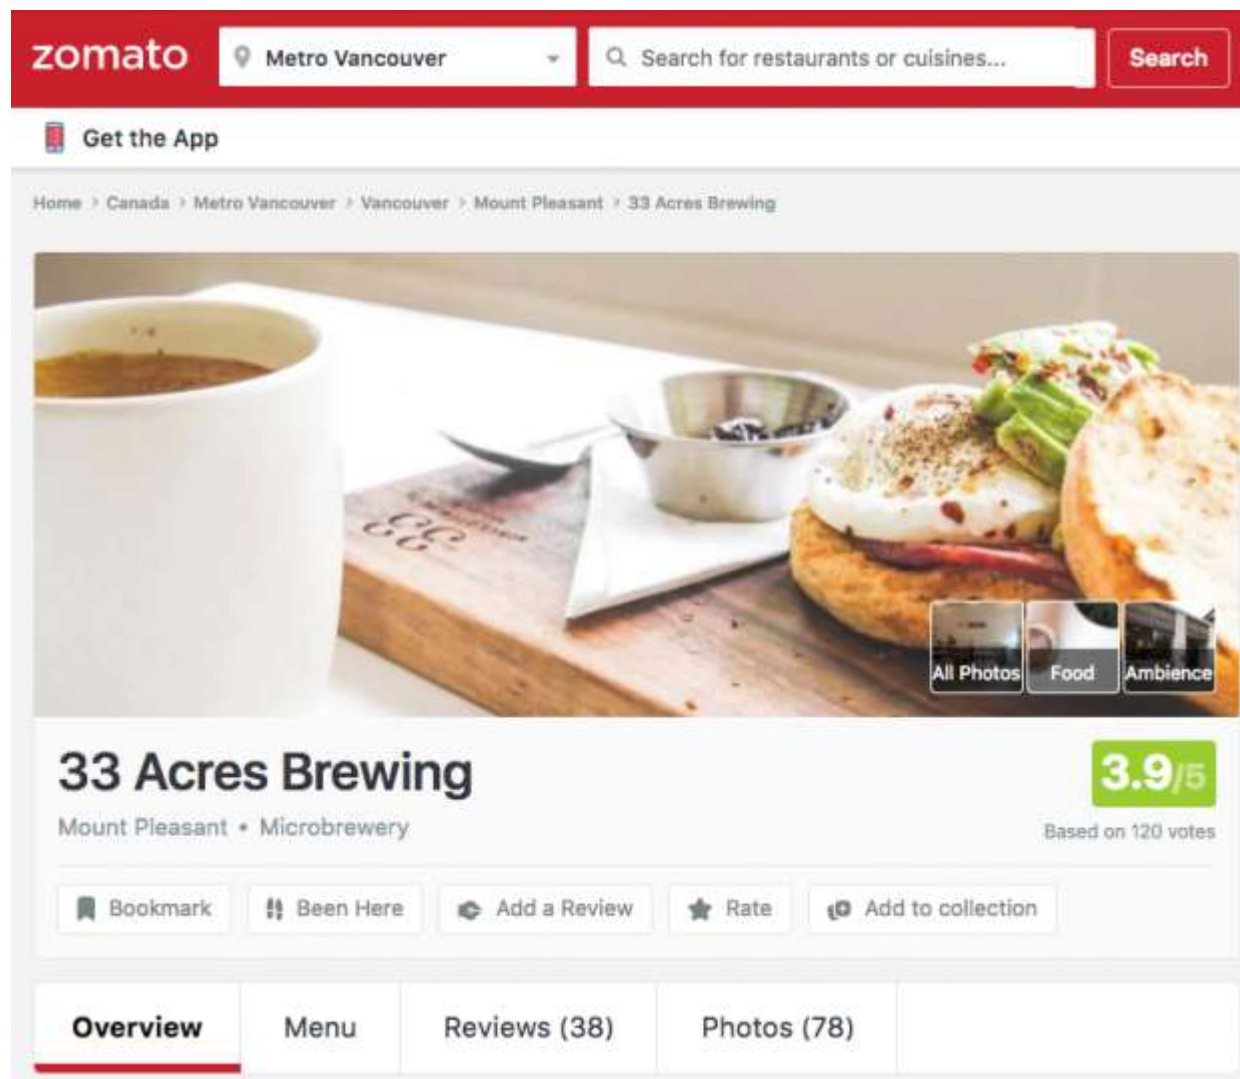 zomato
Metro Vancouver
Search for restaurants or cuisines...
Search
Get the App
Home > Canada > Metro Vancouver > Vancouver > Mount Pleasant > 33 Acres Brewing
All Photos
Food
Ambience
33 Acres Brewing
3.9/5
Mount Pleasant • Microbrewery
Based on 120 votes
Bookmark
Been Here
Add a Review
Rate
Add to collection
Overview
Menu
Reviews (38)
Photos (78)